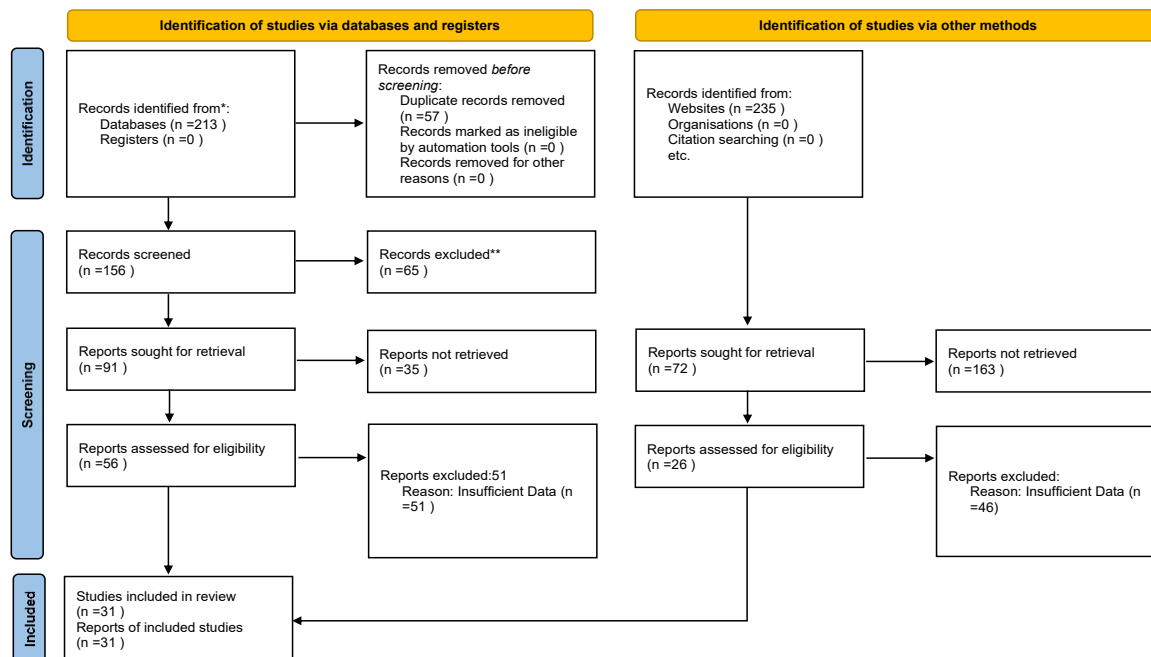 Identification of studies via databases and registers
Identification of studies via other methods
Identification
Records identified from*:
Databases (n =213 )
Registers (n =0 )
Records removed before
screening:
Duplicate records removed
(n =57 )
Records marked as ineligible
by automation tools (n =0 )
Records removed for other
reasons (n =0 )
Records identified from:
Websites (n =235 )
Organisations (n =0 )
Citation searching (n =0 )
etc.
Screening
Records screened
(n =156 )
Records excluded**
(n =65 )
Reports sought for retrieval
(n =91 )
Reports not retrieved
(n =35 )
Reports sought for retrieval
(n =72 )
Reports not retrieved
(n =163 )
Reports assessed for eligibility
(n =56 )
Reports excluded:51
Reason: Insufficient Data (n
=51 )
Reports assessed for eligibility
(n =26 )
Reports excluded:
Reason: Insufficient Data (n
=46)
Included
Studies included in review
(n =31 )
Reports of included studies
(n =31 )